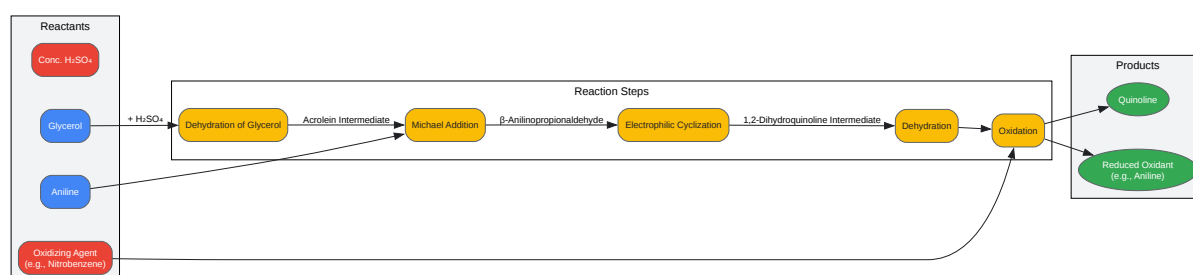 Reactants
Conc. H₂SO₄
Glycerol
Aniline
Oxidizing Agent
(e.g., Nitrobenzene)
+ H₂SO₄
Reaction Steps
Dehydration of Glycerol
Acrolein Intermediate
Michael Addition
β-Anilinopropionaldehyde
Electrophilic Cyclization
1,2-Dihydroquinoline Intermediate
Dehydration
Oxidation
Products
Quinoline
Reduced Oxidant
(e.g., Aniline)